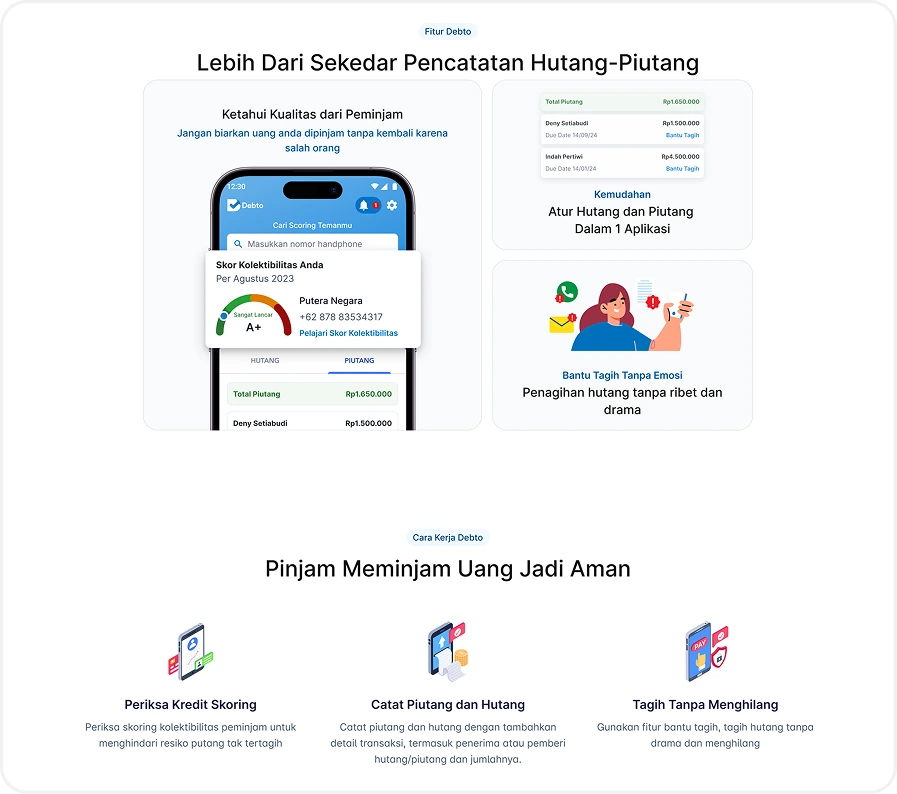 Fitur Debto
Lebih Dari Sekedar Pencatatan Hutang-Piutang
Ketahui Kualitas dari Peminjam
Jangan biarkan uang anda dipinjam tanpa kembali karena
salah orang
12:30
Debto
1
Cari Scoring Temanmu
Masukkan nomor handphone
Skor Kolektibilitas Anda
Per Agustus 2023
Sangat Lancar
A+
Putera Negara
+62 878 83534317
Pelajari Skor Kolektibilitas
HUTANG
PIUTANG
Total Piutang
Rp1.650.000
Deny Setiabudi
Rp1.500.000
Total Piutang
Rp1.650.000
Deny Setiabudi
Rp1.500.000
Due Date 14/09/24
Bantu Tagih
Indah Pertiwi
Rp4.500.000
Due Date 14/01/24
Bantu Tagih
Kemudahan
Atur Hutang dan Piutang
Dalam 1 Aplikasi
Bantu Tagih Tanpa Emosi
Penagihan hutang tanpa ribet dan
drama
Cara Kerja Debto
Pinjam Meminjam Uang Jadi Aman
Periksa Kredit Skoring
Periksa skoring kolektibilitas peminjam untuk
menghindari resiko putang tak tertagih
Catat Piutang dan Hutang
Catat piutang dan hutang dengan tambahkan
detail transaksi, termasuk penerima atau pemberi
hutang/piutang dan jumlahnya.
PAY
Tagih Tanpa Menghilang
Gunakan fitur bantu tagih, tagih hutang tanpa
drama dan menghilang